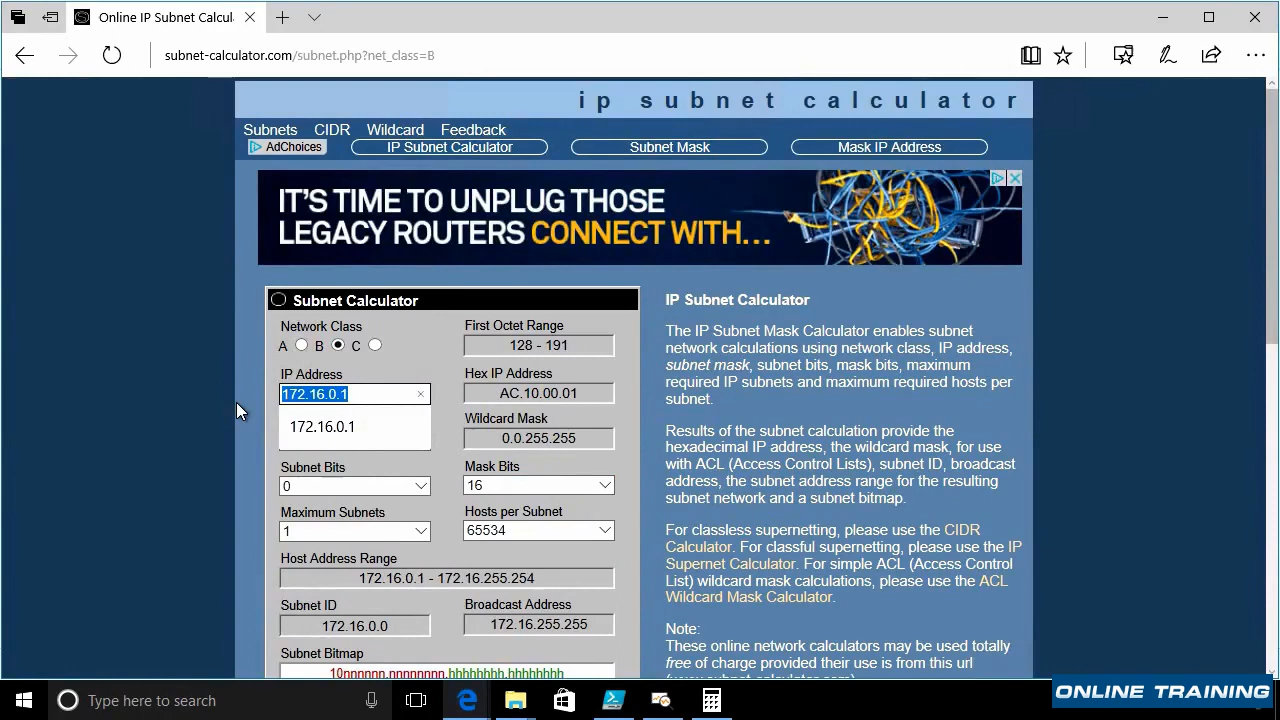 Online IP Subnet Calcul
subnet-calculator.com/subnet.php?net_class=B
ip subnet calculator
Subnets CIDR Wildcard Feedback
AdChoices
IP Subnet Calculator
Subnet Mask
Mask IP Address
IT'S TIME TO UNPLUG THOSE
LEGACY ROUTERS CONNECT WITH...
Subnet Calculator
Network Class
A B C
First Octet Range
128 - 191
IP Address
172.16.0.1
172.16.0.1
Hex IP Address
AC.10.00.01
Wildcard Mask
0.0.255.255
Subnet Bits
0
Mask Bits
16
Maximum Subnets
1
Hosts per Subnet
65534
Host Address Range
172.16.0.1 - 172.16.255.254
Subnet ID
172.16.0.0
Broadcast Address
172.16.255.255
Subnet Bitmap
10nnnnnn.nnnnnnnn.hhhhhhhh.hhhhhhhh
IP Subnet Calculator
The IP Subnet Mask Calculator enables subnet
network calculations using network class, IP address,
subnet mask, subnet bits, mask bits, maximum
required IP subnets and maximum required hosts per
subnet.
Results of the subnet calculation provide the
hexadecimal IP address, the wildcard mask, for use
with ACL (Access Control Lists), subnet ID, broadcast
address, the subnet address range for the resulting
subnet network and a subnet bitmap.
For classless supernetting, please use the CIDR
Calculator. For classful supernetting, please use the IP
Supernet Calculator. For simple ACL (Access Control
List) wildcard mask calculations, please use the ACL
Wildcard Mask Calculator.
Note:
These online network calculators may be used totally
free of charge provided their use is from this url
(www.subnet-calculator.com)
Type here to search
ONLINE TRAINING